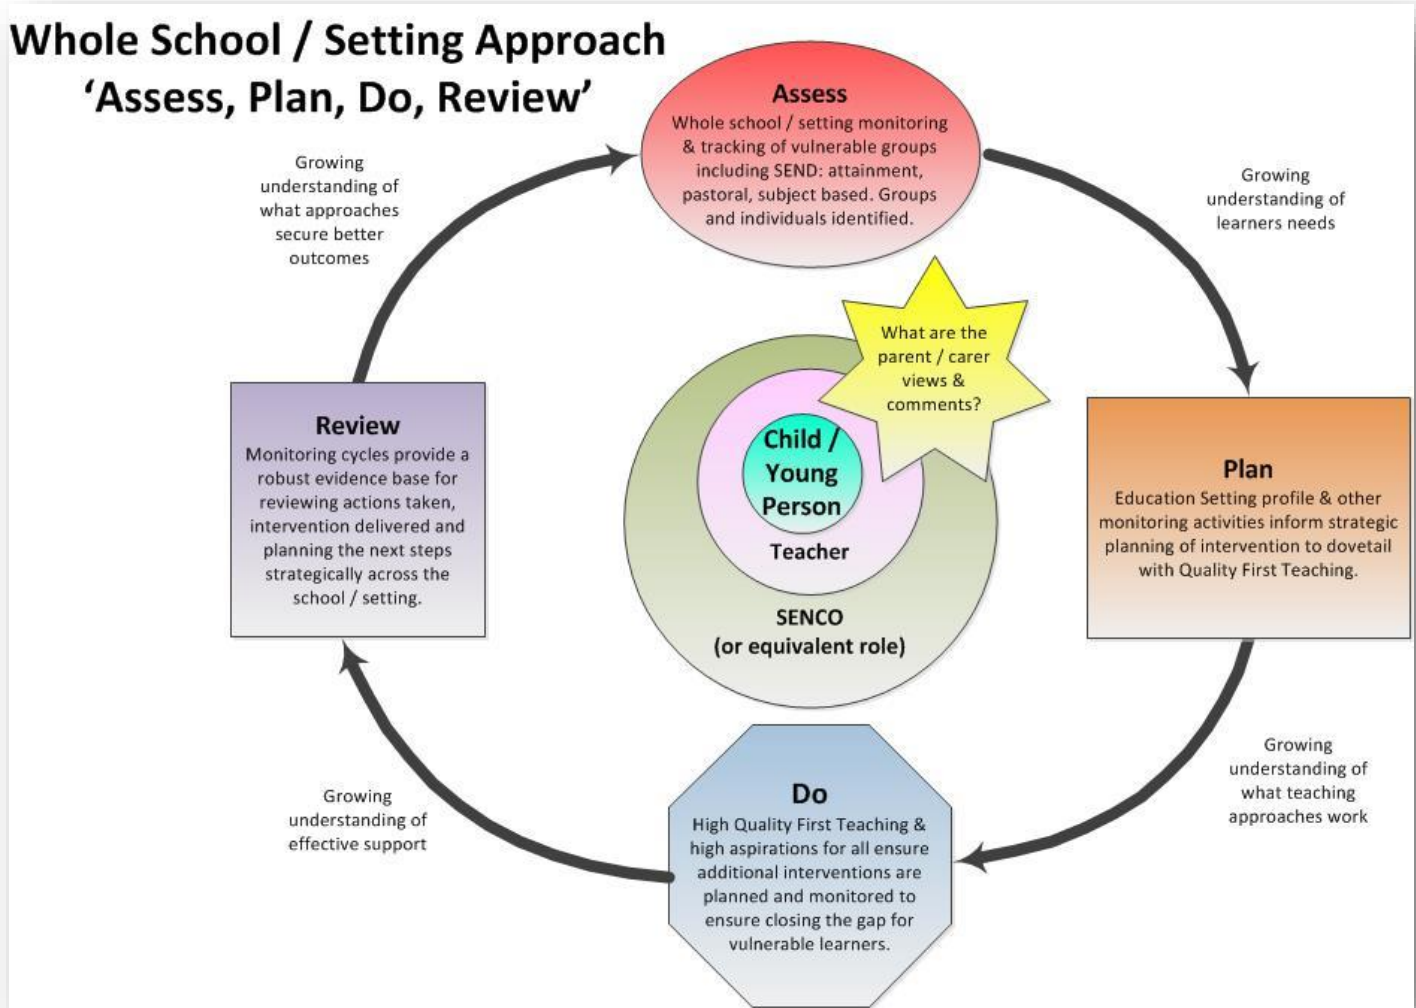 Whole School / Setting Approach
‘Assess, Plan, Do, Review’
Assess
Whole school / setting monitoring
& tracking of vulnerable groups
including SEND: attainment,
pastoral, subject based. Groups
and individuals identified.
Growing
understanding of
learners needs
Plan
Education Setting profile & other
monitoring activities inform strategic
planning of intervention to dovetail
with Quality First Teaching.
Growing
understanding of
what teaching
approaches work
Do
High Quality First Teaching &
high aspirations for all ensure
additional interventions are
planned and monitored to
ensure closing the gap for
vulnerable learners.
Growing
understanding of
effective support
Review
Monitoring cycles provide a
robust evidence base for
reviewing actions taken,
intervention delivered and
planning the next steps
strategically across the
school / setting.
Growing
understanding of
what approaches
secure better
outcomes
What are the
parent / carer
views &
comments?
Child /
Young
Person
Teacher
SENCO
(or equivalent role)